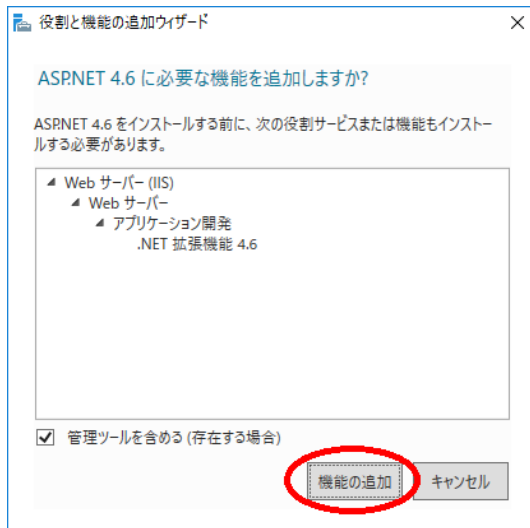 役割と機能の追加ウィザード
ASP.NET 4.6 に必要な機能を追加しますか?
ASP.NET 4.6 をインストールする前に、次の役割サービスまたは機能もインストー
ルする必要があります。
Web サーバー (IIS)
Web サーバー
アプリケーション開発
.NET 拡張機能 4.6
管理ツールを含める (存在する場合)
機能の追加 キャンセル